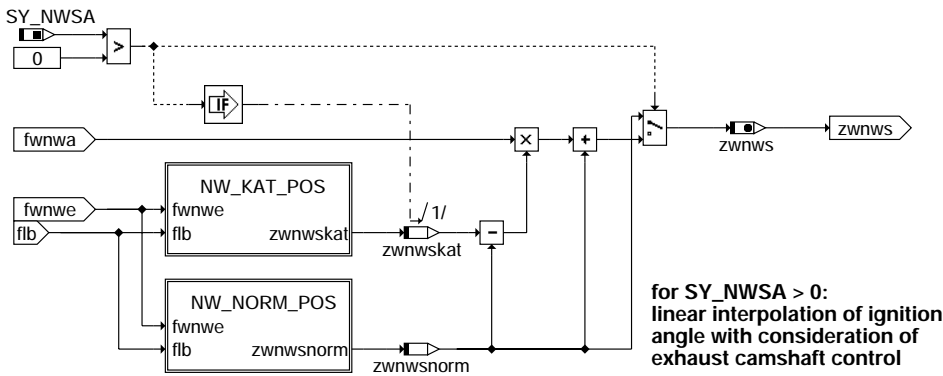 SY_NWSA
0
>
IF
fwnwa
×
+
zwnws
zwnws
NW_KAT_POS
fwnwe
fwnwe
flb
flb
zwnwskat
/1/
zwnwskat
-
NW_NORM_POS
fwnwe
flb
zwnwsnorm
zwnwsnorm
for SY_NWSA > 0:
linear interpolation of ignition
angle with consideration of
exhaust camshaft control